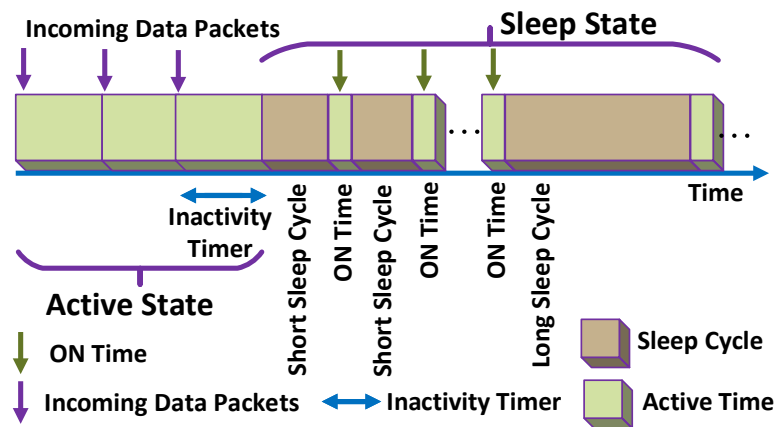 Incoming Data Packets
Sleep State
...
...
Time
Inactivity
Timer
Short Sleep Cycle
ON Time
Short Sleep Cycle
ON Time
ON Time
Long Sleep Cycle
Active State
ON Time
Sleep Cycle
Incoming Data Packets
Inactivity Timer
Active Time